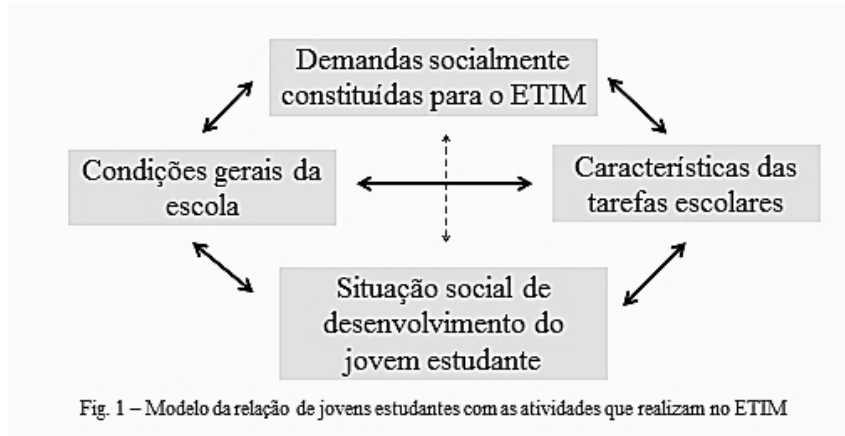 Demandas socialmente
constituídas para o ETIM
Condições gerais da
escola
Características das
tarefas escolares
Situação social de
desenvolvimento do
jovem estudante
Fig. 1 – Modelo da relação de jovens estudantes com as atividades que realizam no ETIM